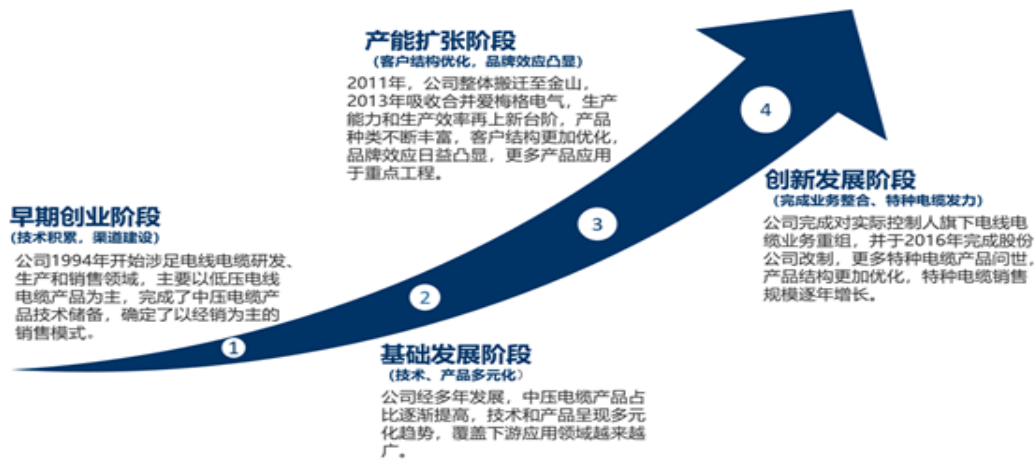 早期创业阶段
(技术积累，渠道建设)
公司1994年开始涉足电线电缆研发、
生产和销售领域，主要以低压电线
电缆产品为主，完成了中压电缆产
品技术储备，确定了以经销为主的
销售模式。
1
基础发展阶段
(技术、产品多元化)
公司经多年发展，中压电缆产品占
比逐渐提高，技术和产品呈现多元
化趋势，覆盖下游应用领域越来越
广。
2
产能扩张阶段
(客户结构优化，品牌效应凸显)
2011年，公司整体搬迁至金山，
2013年吸收合并爱梅格电气，生产
能力和生产效率再上新台阶，产品
种类不断丰富，客户结构更加优化，
品牌效应日益凸显，更多产品应用
于重点工程。
3
创新发展阶段
(完成业务整合、特种电缆发力)
公司完成对实际控制人旗下电线电
缆业务重组，并于2016年完成股份
公司改制，更多特种电缆产品问世，
产品结构更加优化，特种电缆销售
规模逐年增长。
4